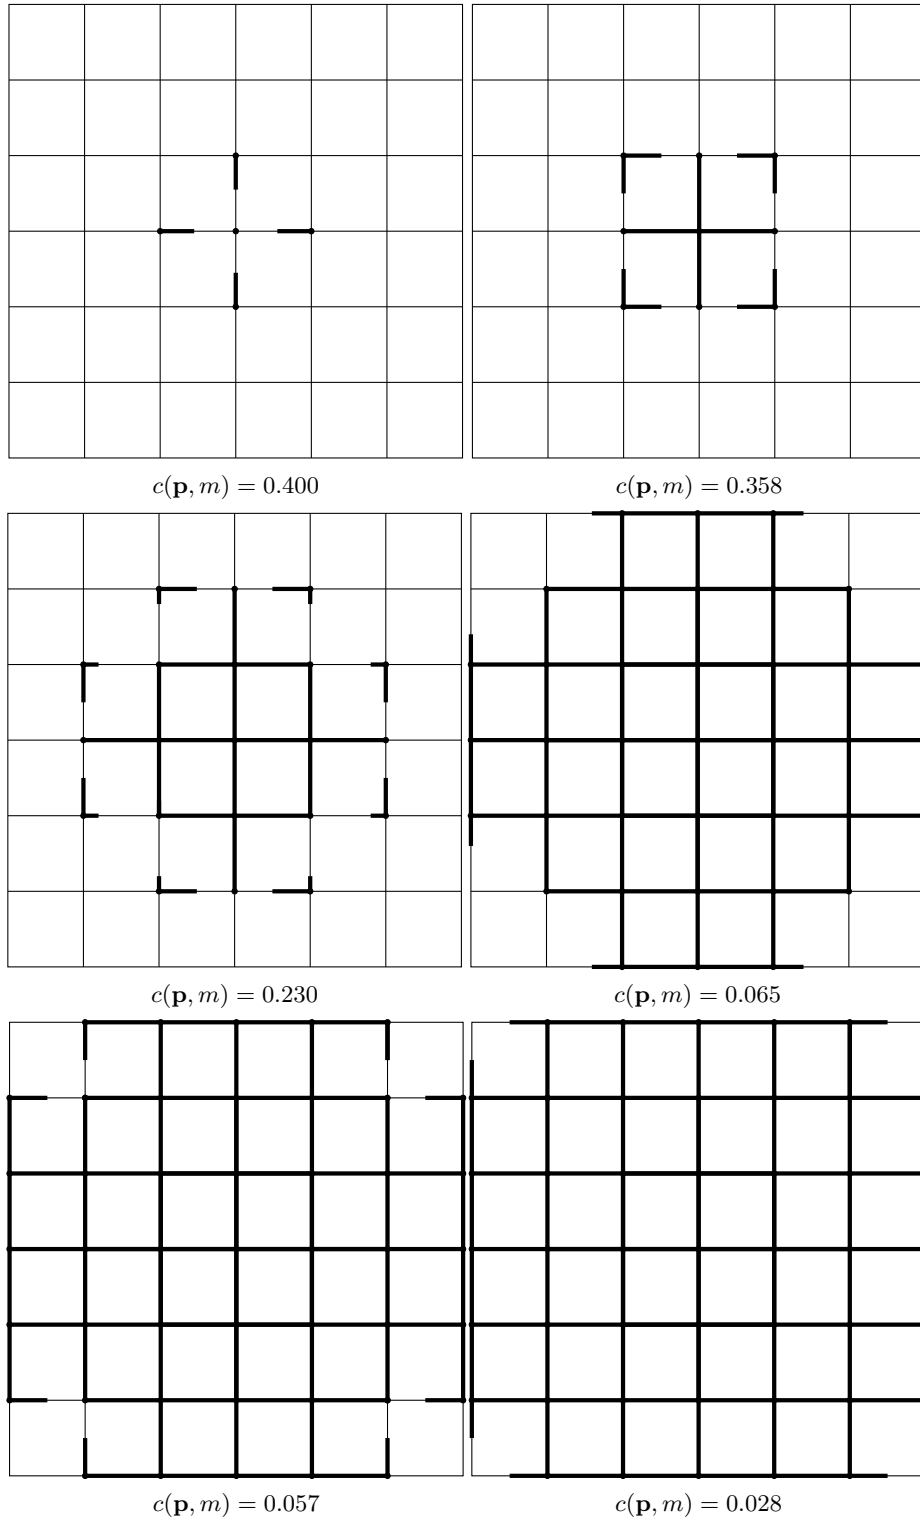 c(p, m) = 0.400
c(p, m) = 0.358
c(p, m) = 0.230
c(p, m) = 0.065
c(p, m) = 0.057
c(p, m) = 0.028